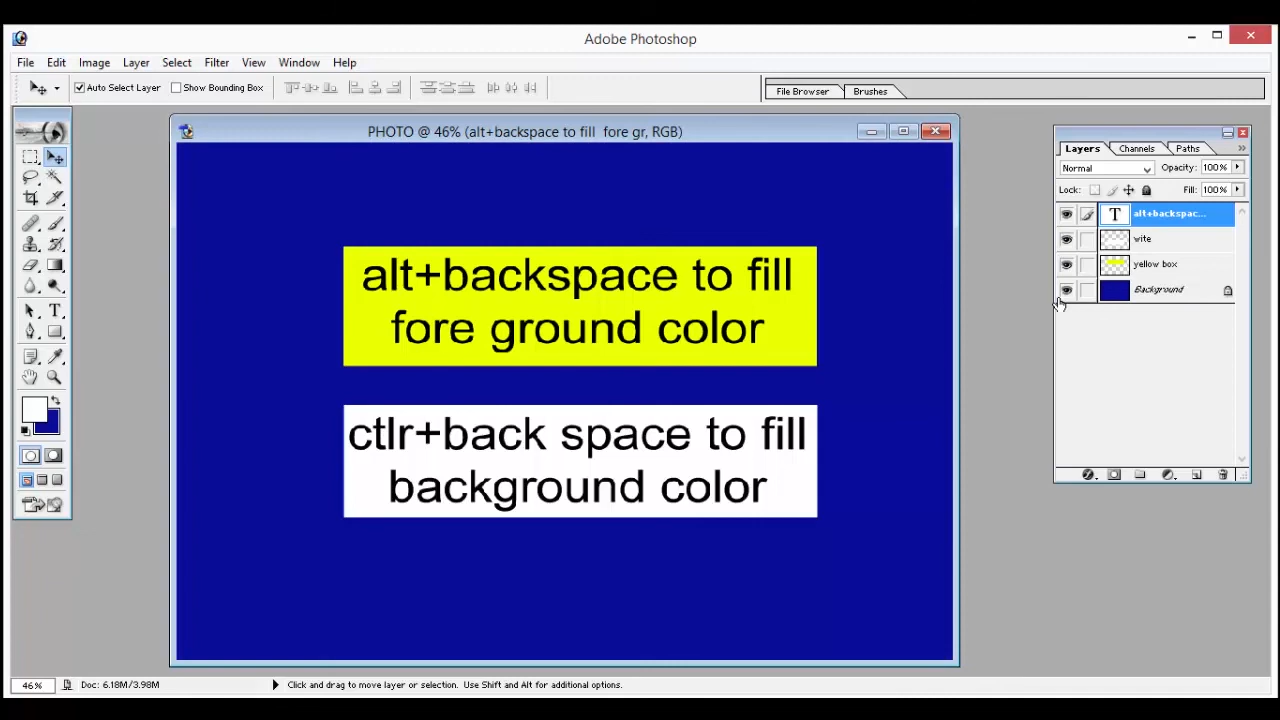 Adobe Photoshop
File Edit Image Layer Select Filter View Window Help
Auto Select Layer Show Bounding Box
File Browser Brushes
PHOTO @ 46% (alt+backspace to fill fore gr, RGB)
alt+backspace to fill
fore ground color
ctlr+back space to fill
background color
Layers Channels Paths
Normal Opacity: 100%
Lock: Fill: 100%
T alt+backspac...
wite
yellow box
Background
46% Doc: 6.18M/3.98M Click and drag to move layer or selection. Use Shift and Alt for additional options.